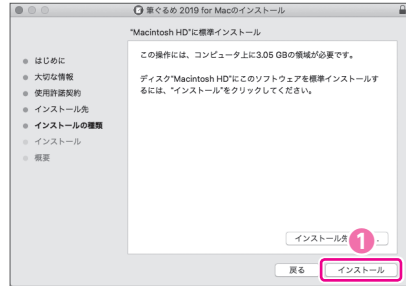 筆ぐるめ 2019 for Macのインストール
"Macintosh HD"に標準インストール
はじめに
大切な情報
使用許諾契約
インストール先
インストールの種類
インストール
概要
この操作には、コンピュータ上に3.05 GBの領域が必要です。
ディスク"Macintosh HD"にこのソフトウェアを標準インストールす
るには、"インストール"をクリックしてください。
インストール先
1
戻る
インストール